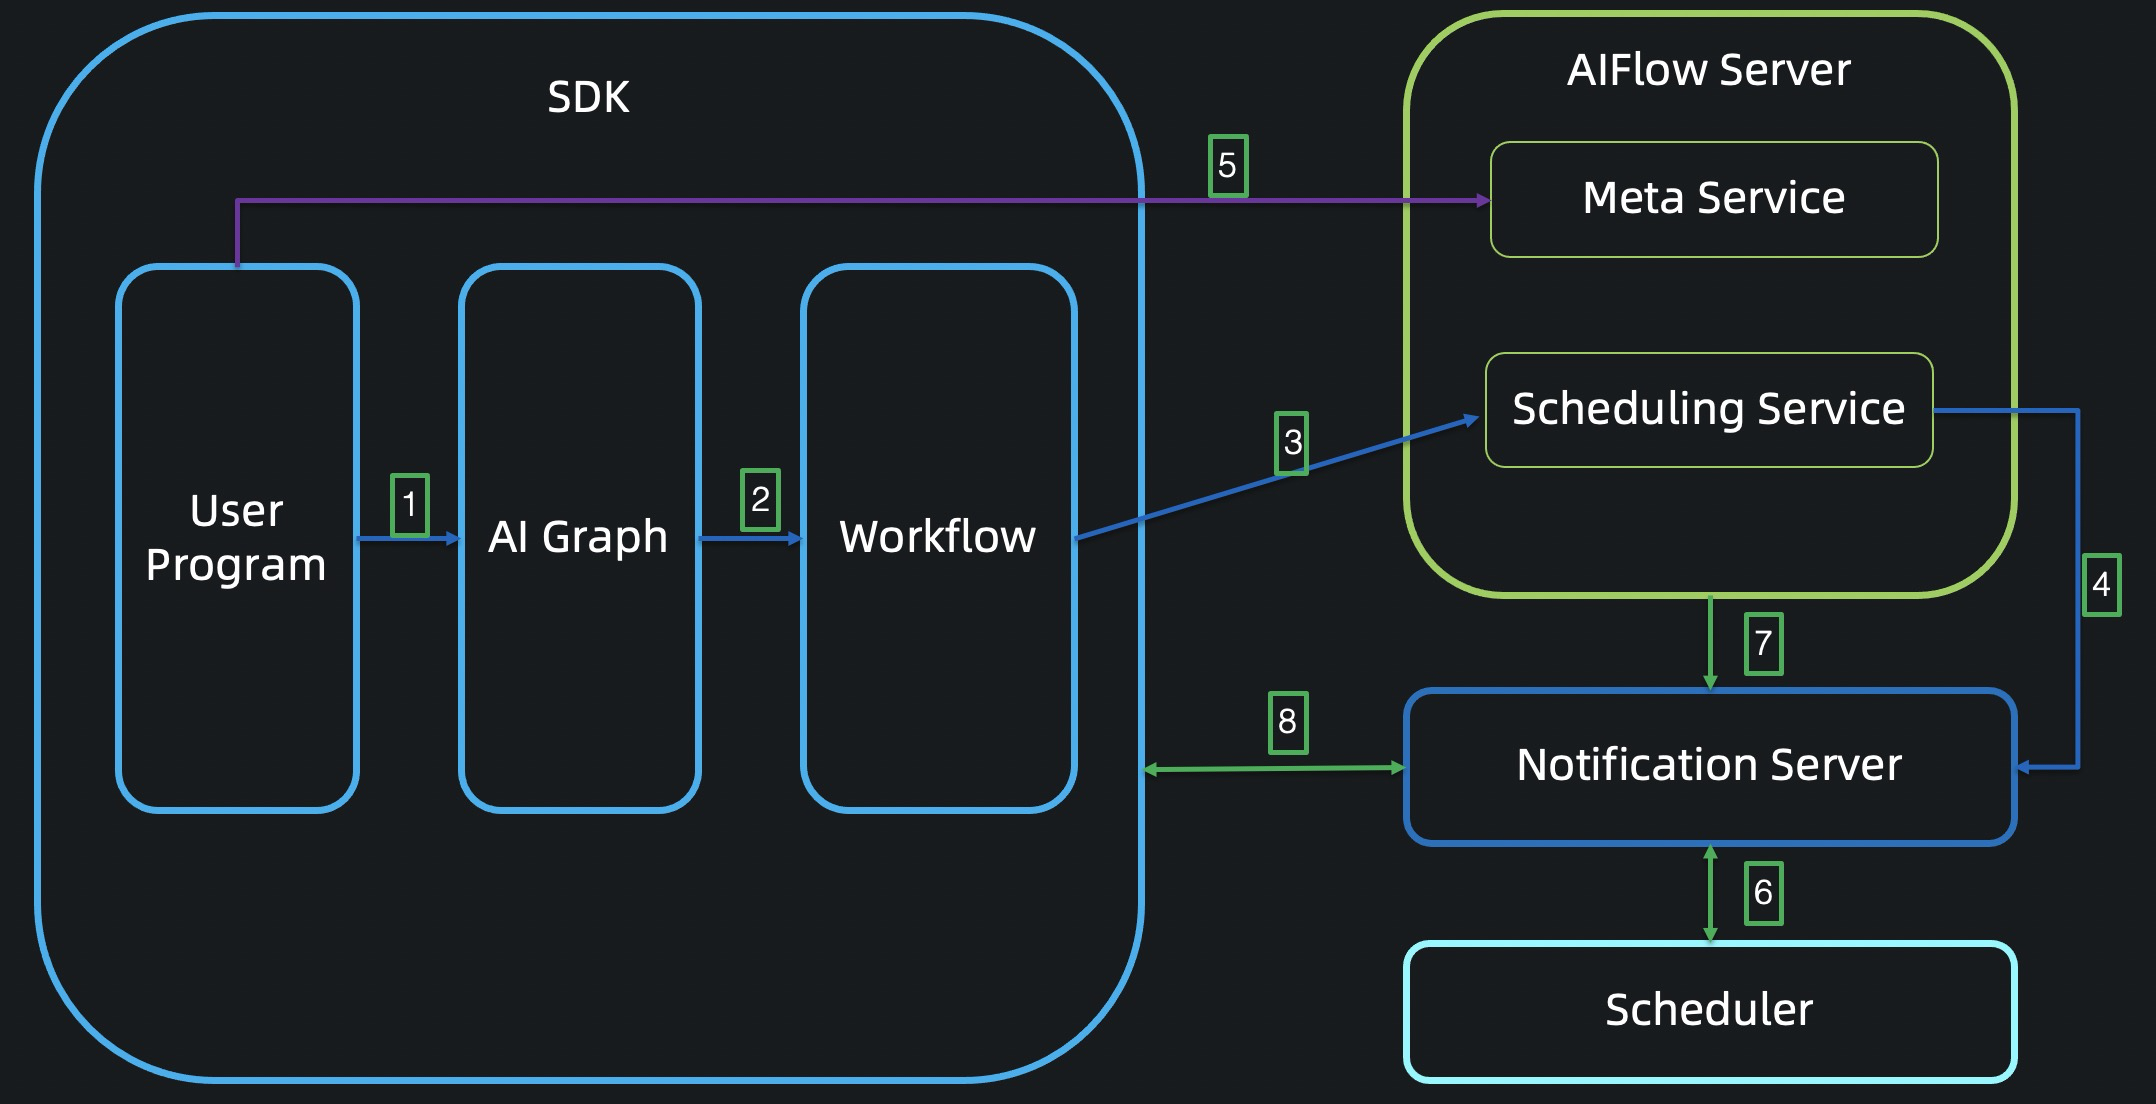 SDK
AIFlow Server
5
Meta Service
Scheduling Service
3
1
2
User
Program
AI Graph
Workflow
4
7
8
Notification Server
6
Scheduler